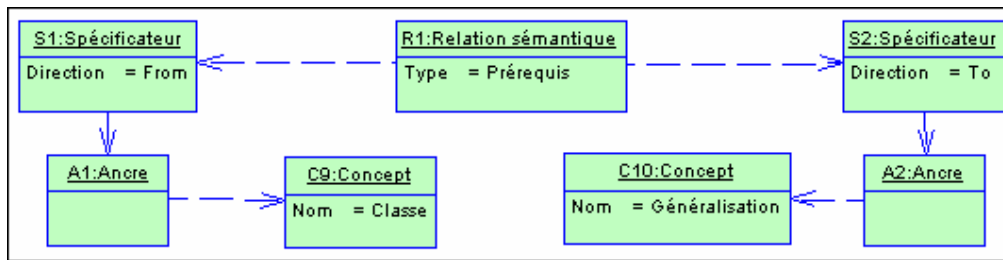 S1:Spécificateur
Direction = From
R1:Relation sémantique
Type = Prérequis
S2:Spécificateur
Direction = To
A1:Ancre
C9:Concept
Nom = Classe
C10:Concept
Nom = Généralisation
A2:Ancre